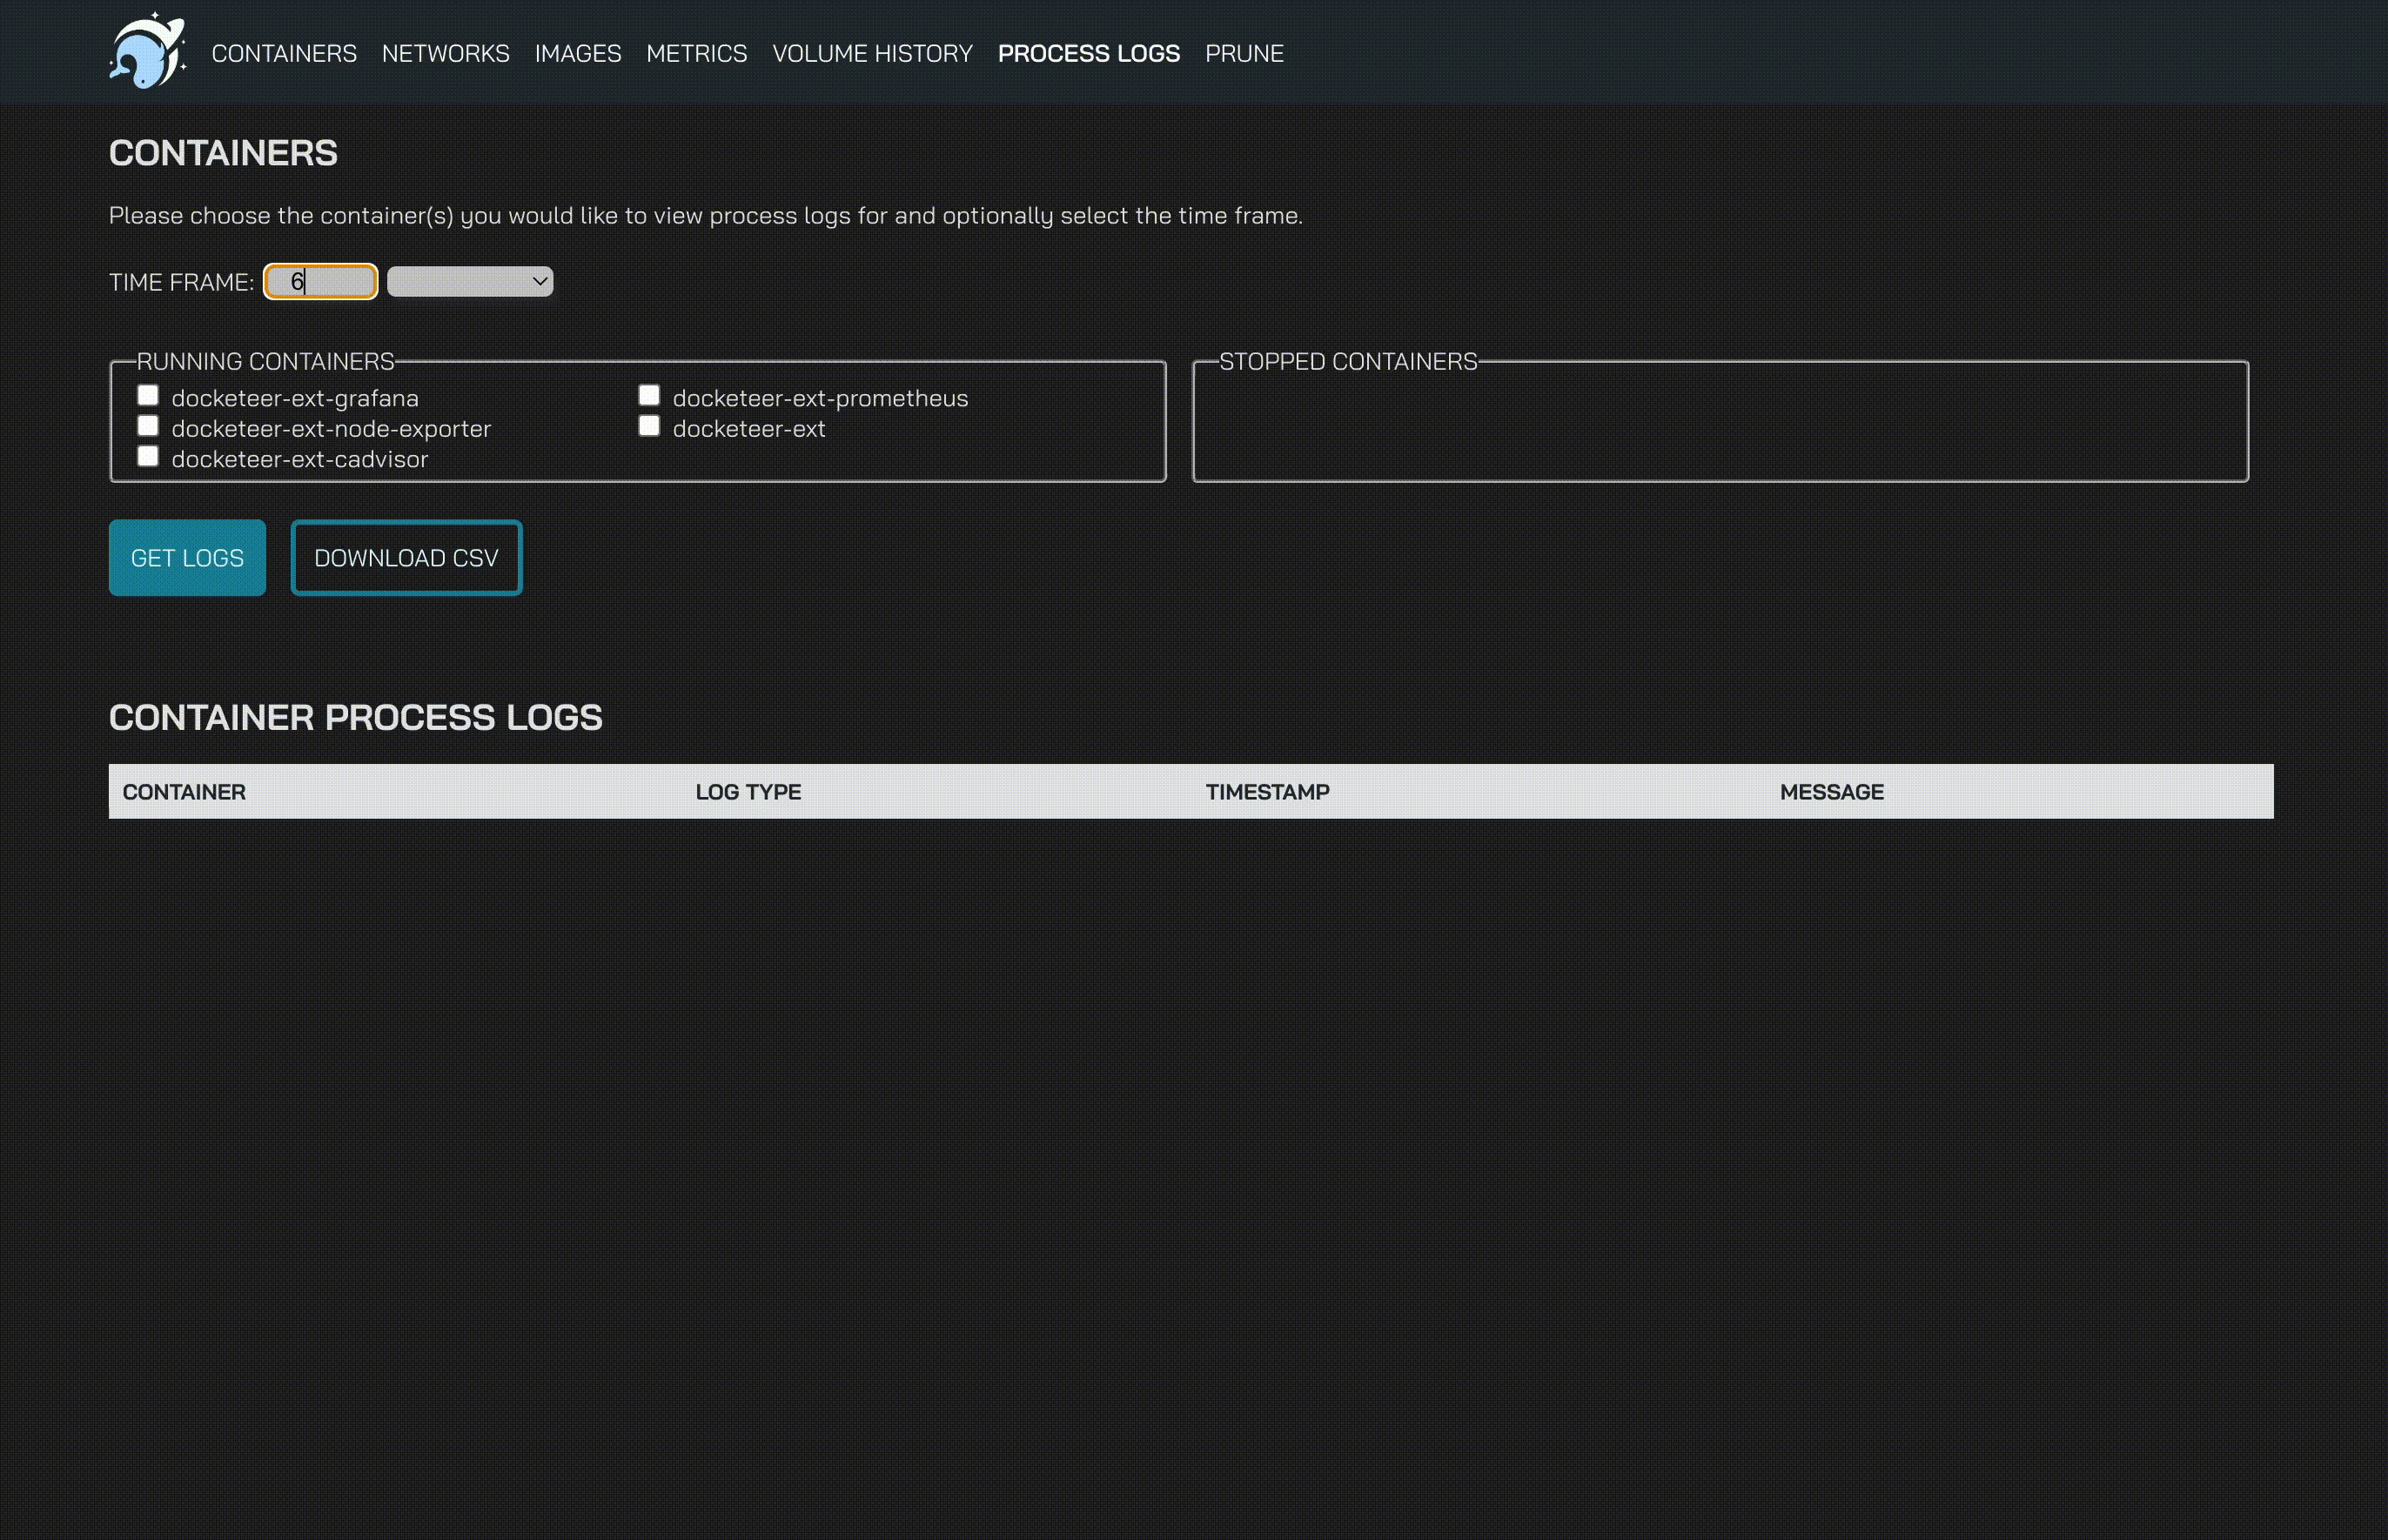 CONTAINERS NETWORKS IMAGES METRICS VOLUME HISTORY PROCESS LOGS PRUNE
CONTAINERS
Please choose the container(s) you would like to view process logs for and optionally select the time frame.
TIME FRAME: 6
RUNNING CONTAINERS
docketeer-ext-grafana docketeer-ext-prometheus
docketeer-ext-node-exporter docketeer-ext
docketeer-ext-cadvisor
STOPPED CONTAINERS
GET LOGS DOWNLOAD CSV
CONTAINER PROCESS LOGS
CONTAINER LOG TYPE TIMESTAMP MESSAGE